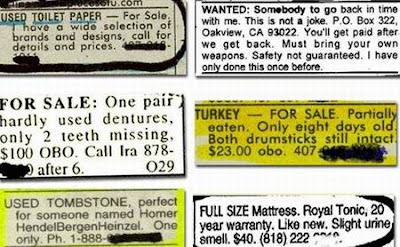 USED TOILET PAPER - For Sale.
I have a wide selection of
brands and designs, call for
details and prices.
WANTED: Somebody to go back in time
with me. This is not a joke. P.O. Box 322,
Oakview, CA 93022. You'll get paid after
we get back. Must bring your own
weapons. Safety not guaranteed. I have
only done this once before.
FOR SALE: One pair
hardly used dentures,
only 2 teeth missing,
$100 OBO. Call Ira 878-
after 6. O29
TURKEY — FOR SALE. Partially
eaten. Only eight days old.
Both drumsticks still intact.
$23.00 obo. 407
USED TOMBSTONE, perfect
for someone named Homer
HendelBergenHeinzel. One
only. Ph. 1-888-
FULL SIZE Mattress. Royal Tonic, 20
year warranty. Like new. Slight urine
smell. $40. (818) 222